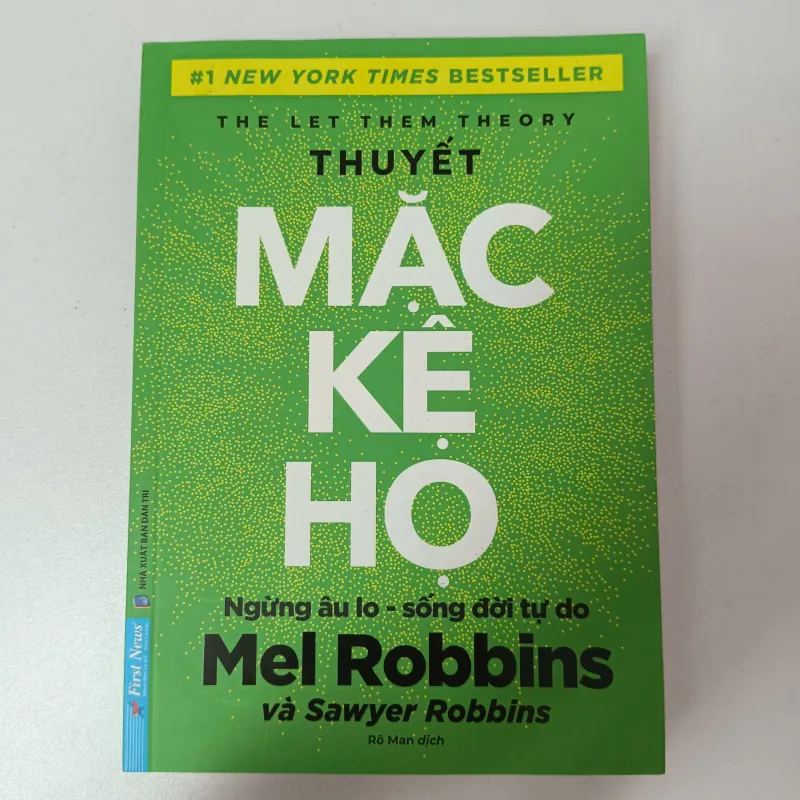 #1 NEW YORK TIMES BESTSELLER
THE LET THEM THEORY
THUYẾT
MẶC
KỆ
HỌ
Ngừng âu lo - sống đời tự do
Mel Robbins
và Sawyer Robbins
Rô Man dịch
NHÀ XUẤT BẢN DÂN TRÍ
First News